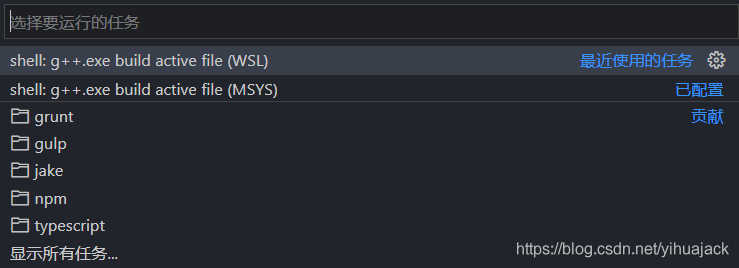 选择要运行的任务
shell: g++.exe build active file (WSL) 最近使用的任务
shell: g++.exe build active file (MSYS) 已配置
grunt 贡献
gulp
jake
npm
typescript
显示所有任务...
https://blog.csdn.net/yihuajack